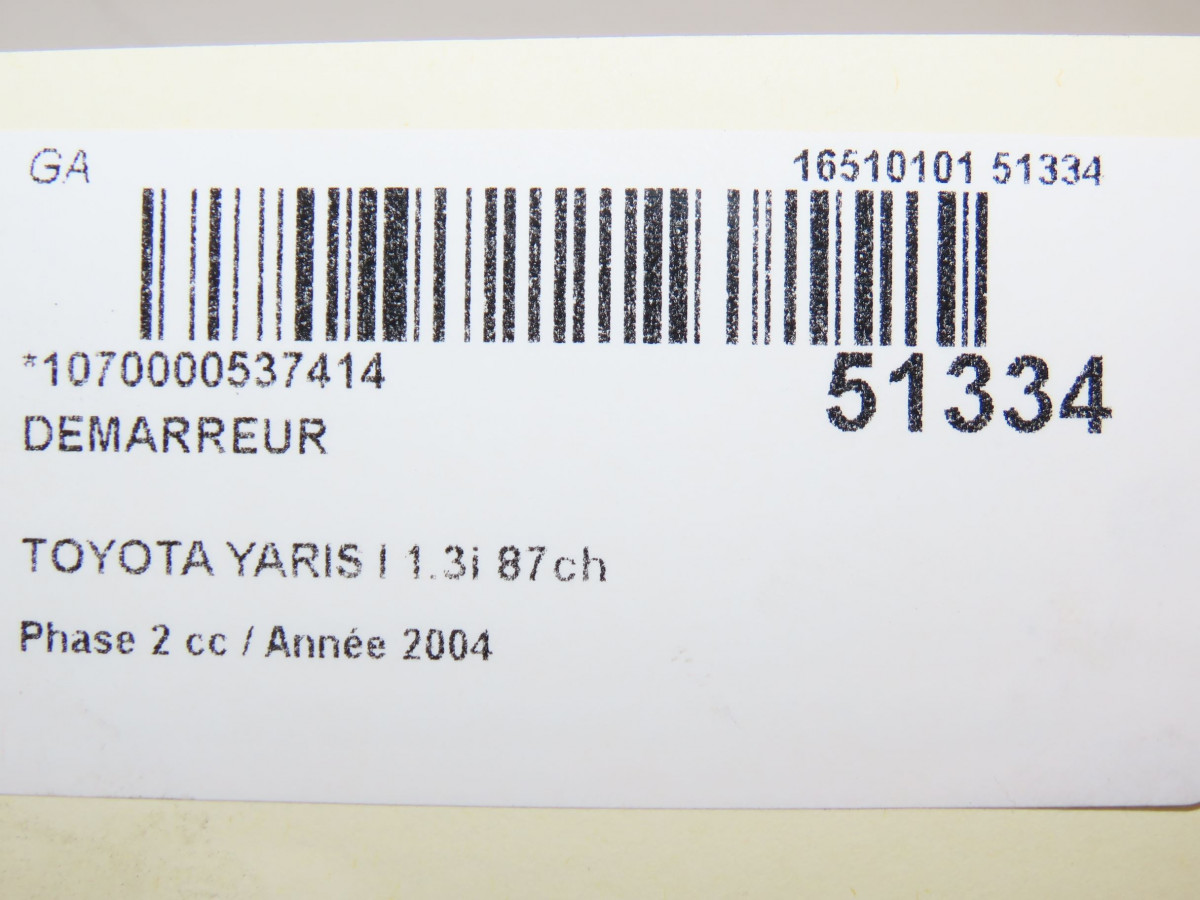 GA
16510101 51334
*1070000537414
51334
DEMARREUR
TOYOTA YARIS I 1.3i 87ch
Phase 2 cc / Année 2004